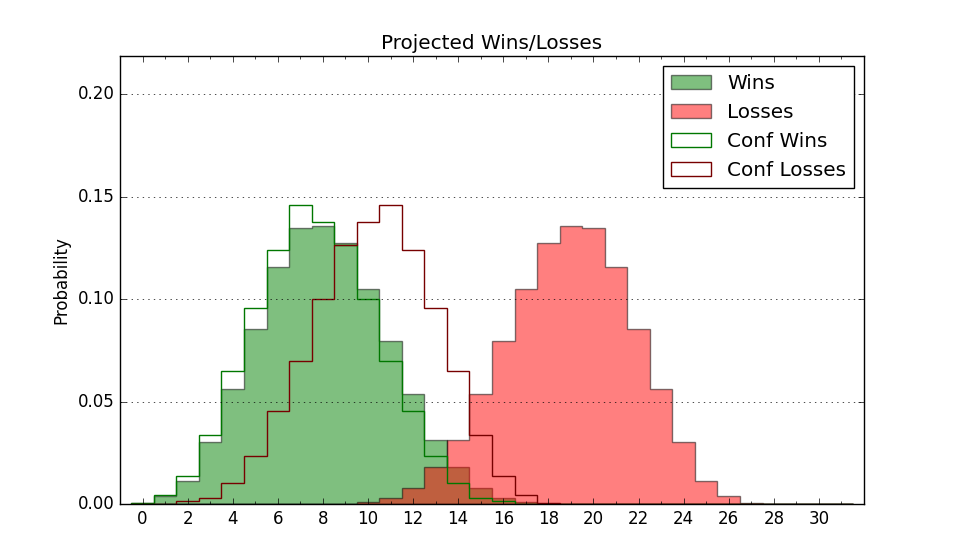 Projected Wins/Losses
Wins
Losses
Conf Wins
Conf Losses
Probability
0.20
0.15
0.10
0.05
0.00
0 2 4 6 8 10 12 14 16 18 20 22 24 26 28 30